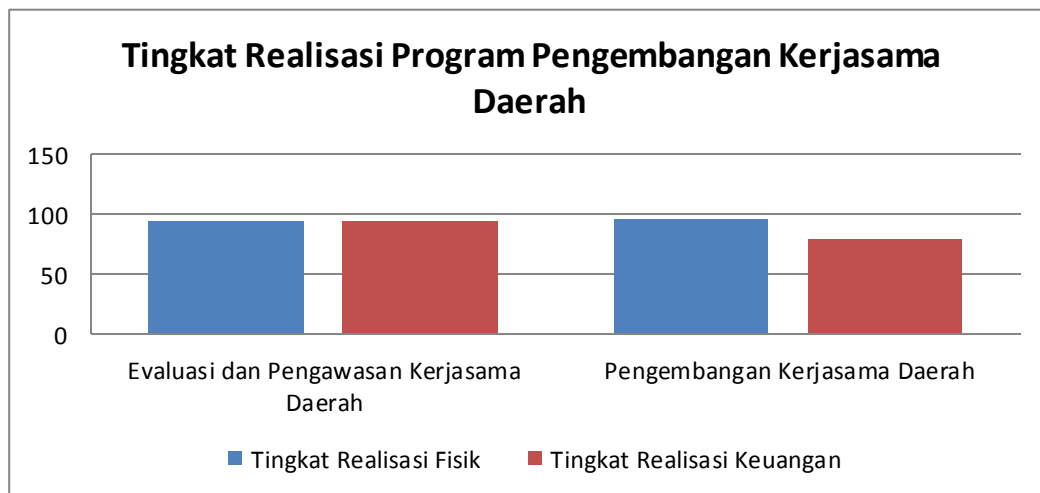 Tingkat Realisasi Program Pengembangan Kerjasama
Daerah
150
100
50
0
Evaluasi dan Pengawasan Kerjasama
Daerah
Pengembangan Kerjasama Daerah
Tingkat Realisasi Fisik
Tingkat Realisasi Keuangan